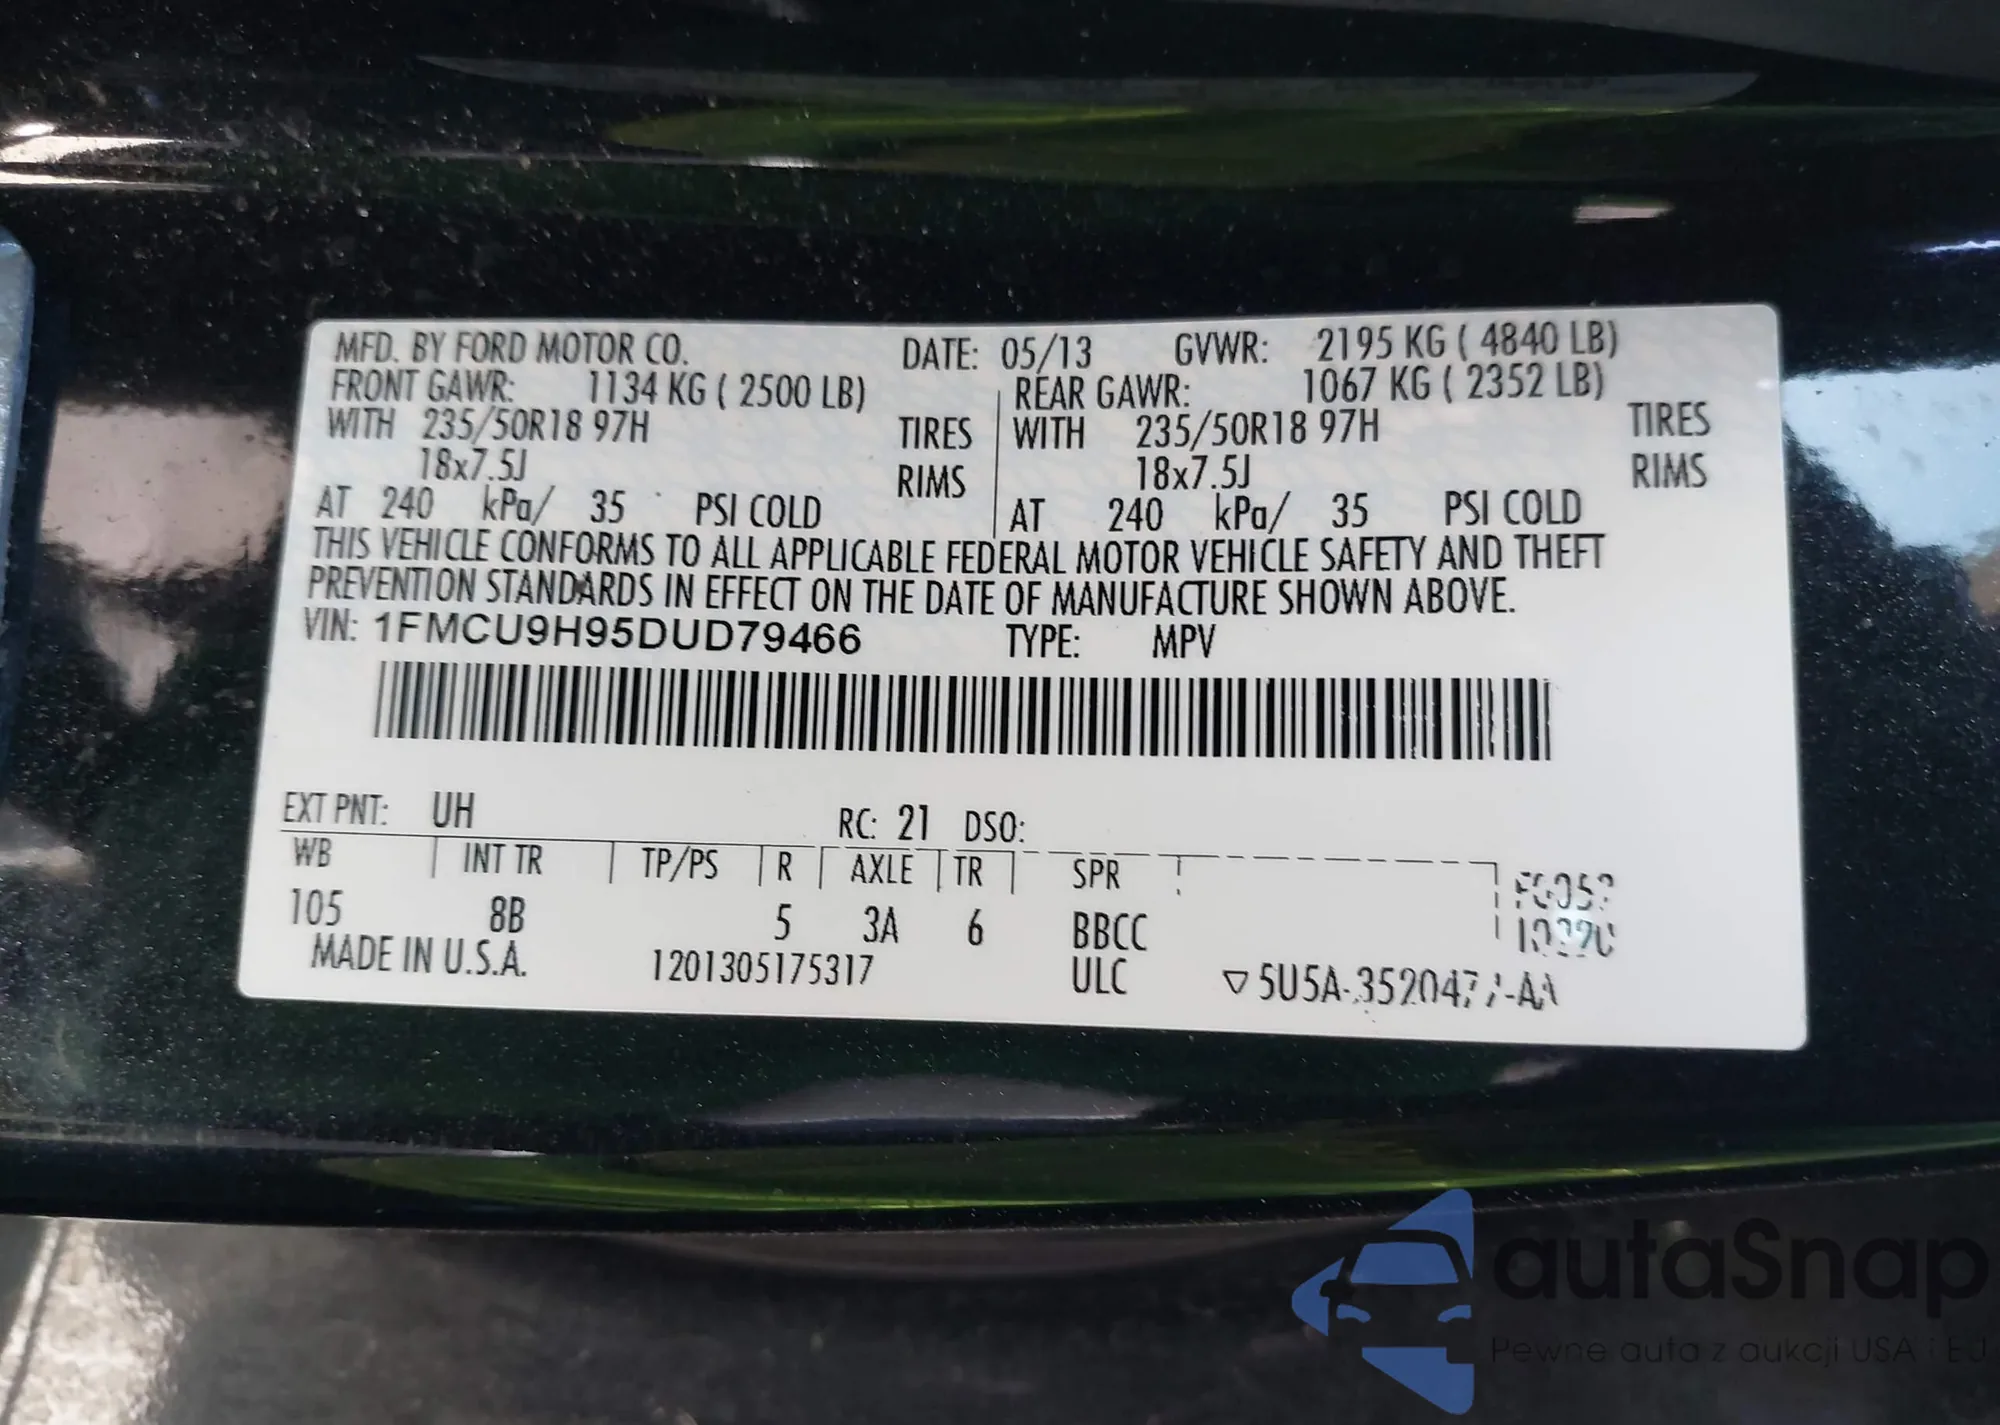 MFD. BY FORD MOTOR CO. DATE: 05/13 GVWR: 2195 KG ( 4840 LB)
FRONT GAWR: 1134 KG ( 2500 LB) REAR GAWR: 1067 KG ( 2352 LB)
WITH 235/50R18 97H TIRES WITH 235/50R18 97H TIRES
18x7.5J RIMS 18x7.5J RIMS
AT 240 kPa/ 35 PSI COLD AT 240 kPa/ 35 PSI COLD
THIS VEHICLE CONFORMS TO ALL APPLICABLE FEDERAL MOTOR VEHICLE SAFETY AND THEFT
PREVENTION STANDARDS IN EFFECT ON THE DATE OF MANUFACTURE SHOWN ABOVE.
VIN: 1FMCU9H95DUD79466 TYPE: MPV
EXT PNT: UH RC: 21 DSO:
WB INT TR TP/PS R AXLE TR SPR
105 8B 5 3A 6 BBCC
MADE IN U.S.A. 1201305175317 ULC
autaSnap
Pewne auta z aukcji USA i EU